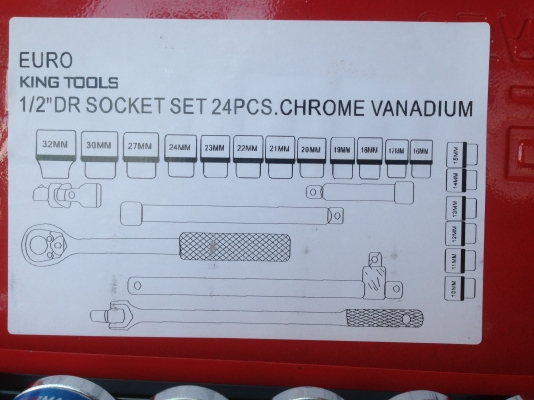 EURO
KING TOOLS
1/2"DR SOCKET SET 24PCS.CHROME VANADIUM
32MM 30MM 27MM 24MM 23MM 22MM 21MM 20MM 19MM 18MM 17MM 16MM
15MM
14MM
13MM
12MM
11MM
10MM